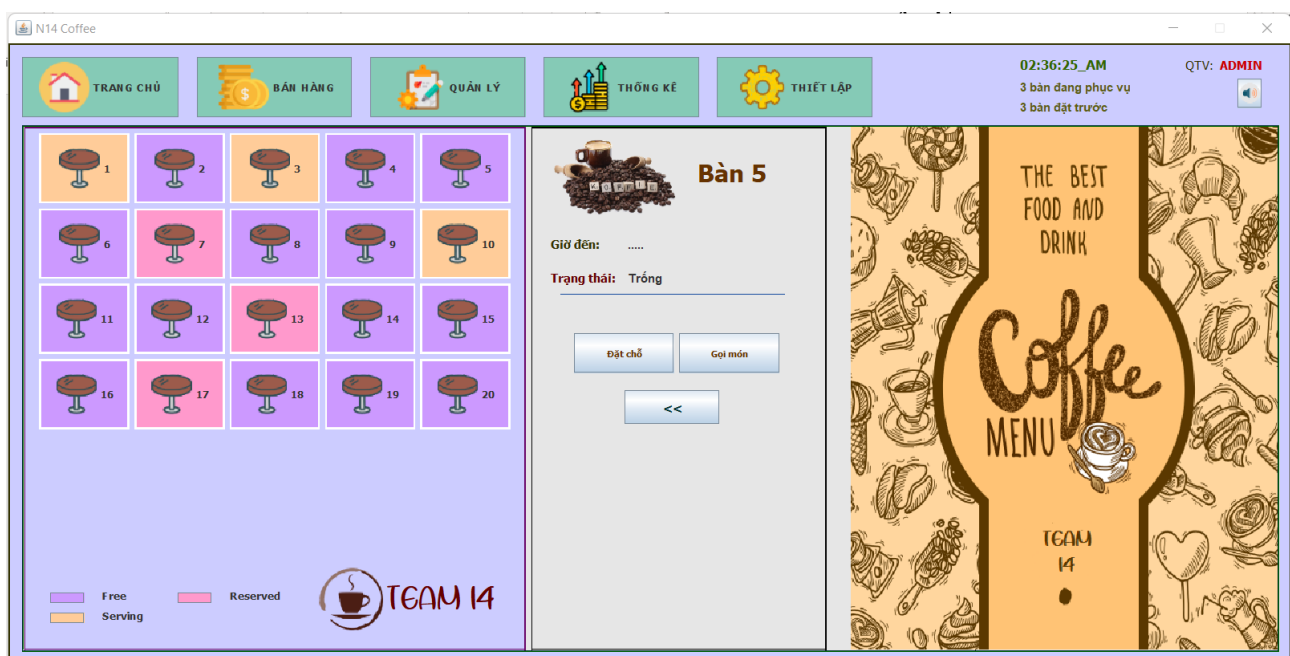 N14 Coffee
TRANG CHỦ
BÁN HÀNG
QUẢN LÝ
THỐNG KÊ
THIẾT LẬP
02:36:25_AM
3 bàn đang phục vụ
3 bàn đặt trước
QTV: ADMIN
1 2 3 4 5
6 7 8 9 10
11 12 13 14 15
16 17 18 19 20
Free
Reserved
Serving
TEAM 14
KOFFIE
Bàn 5
Giờ đến: .....
Trạng thái: Trống
Đặt chỗ
Gọi món
<<
THE BEST
FOOD AND
DRINK
Coffee
MENU
TEAM
14